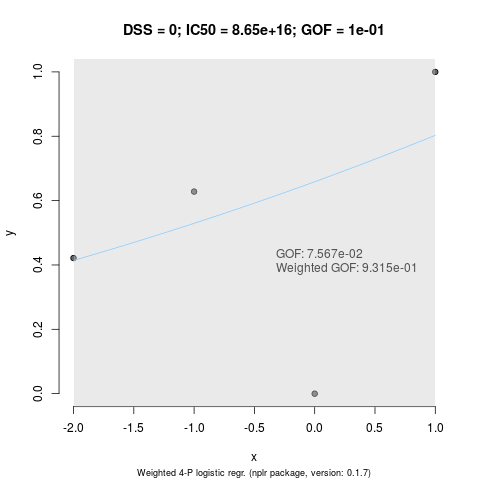 DSS = 0; IC50 = 8.65e+16; GOF = 1e-01
1.0
0.8
0.6
0.4
0.2
0.0
y
GOF: 7.567e-02
Weighted GOF: 9.315e-01
-2.0 -1.5 -1.0 -0.5 0.0 0.5 1.0
x
Weighted 4-P logistic regr. (nplr package, version: 0.1.7)